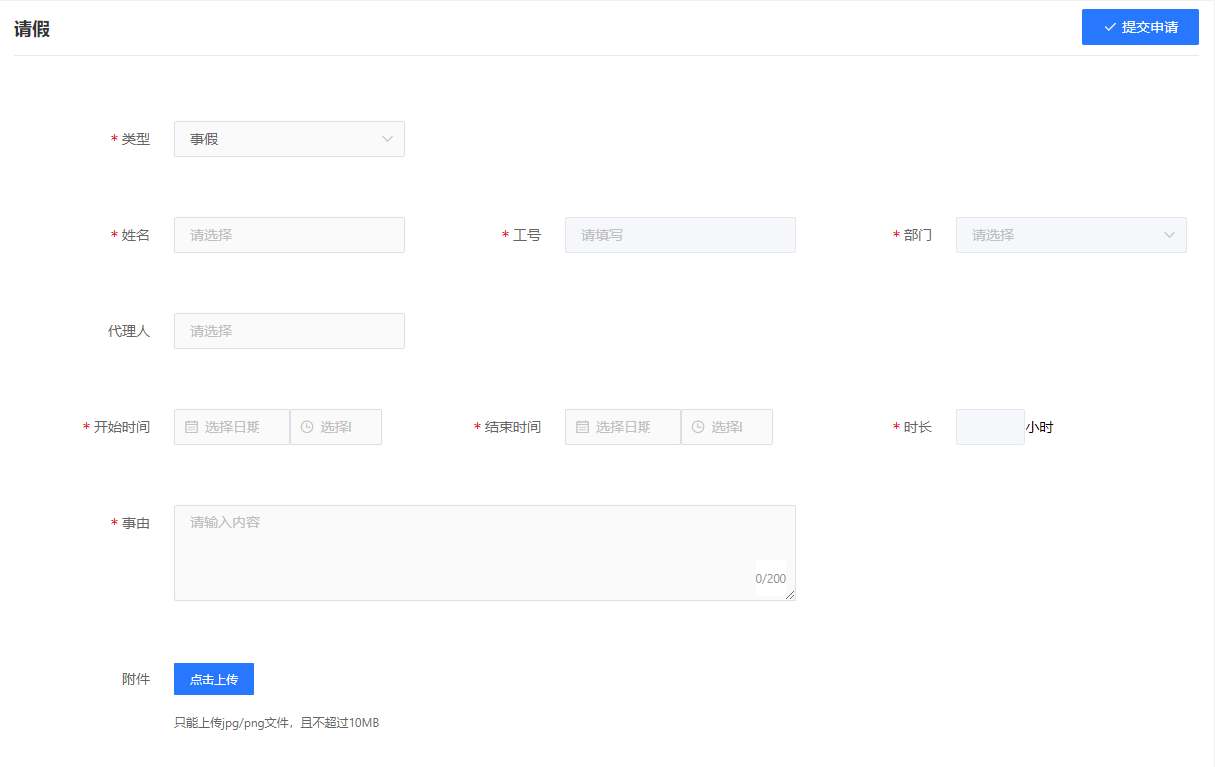 请假
提交申请
* 类型 事假
* 姓名 请选择 * 工号 请填写 * 部门 请选择
代理人 请选择
* 开始时间 选择日期 选择 * 结束时间 选择日期 选择 * 时长 小时
* 事由 请输入内容
0/200
附件 点击上传
只能上传jpg/png文件，且不超过10MB